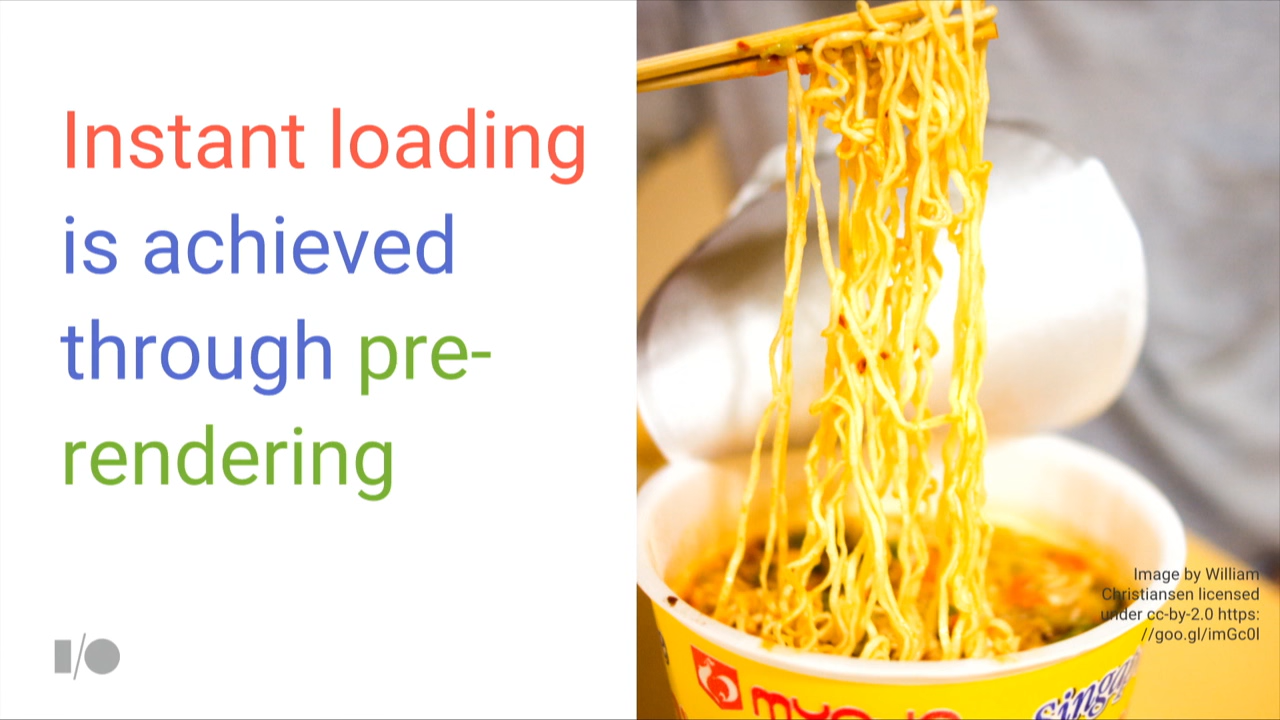 Instant loading
is achieved
through pre-
rendering
I/O
Image by William
Christiansen licensed
under cc-by-2.0 https:
//goo.gl/imGc0l